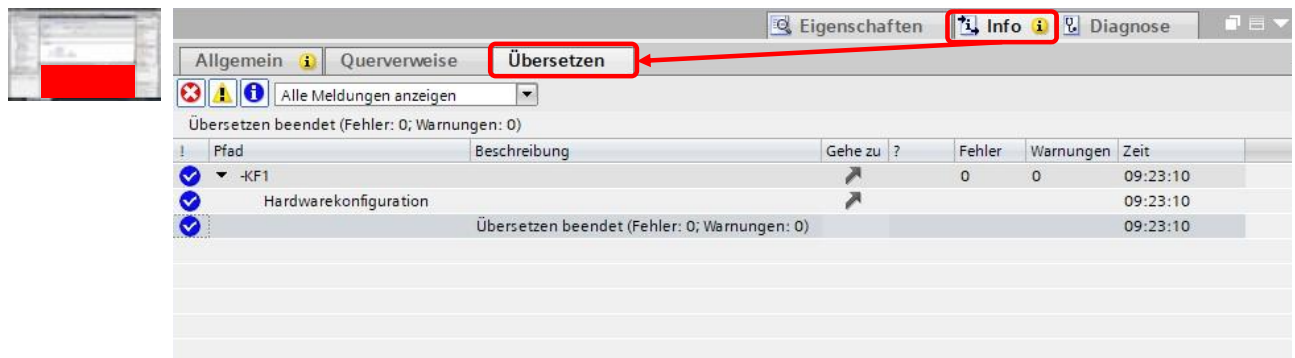 Eigenschaften Info Diagnose
Allgemein Querverweise Übersetzen
Alle Meldungen anzeigen
Übersetzen beendet (Fehler: 0; Warnungen: 0)
! Pfad Beschreibung Gehe zu ? Fehler Warnungen Zeit
-KF1 0 0 09:23:10
Hardwarekonfiguration 09:23:10
Übersetzen beendet (Fehler: 0; Warnungen: 0) 09:23:10